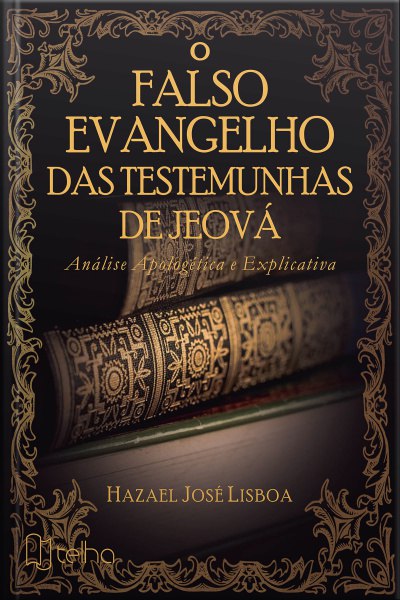 O
FALSO
EVANGELHO
DAS TESTEMUNHAS
DE JEOVÁ
Análise Apologética e Explicativa
HAZAEL JOSÉ LISBOA
telha